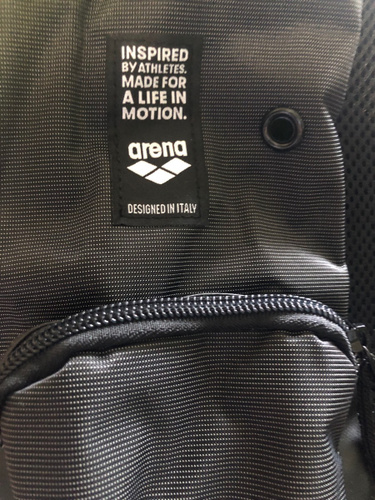 INSPIRED
BY ATHLETES.
MADE FOR
A LIFE IN
MOTION.
arena
DESIGNED IN ITALY